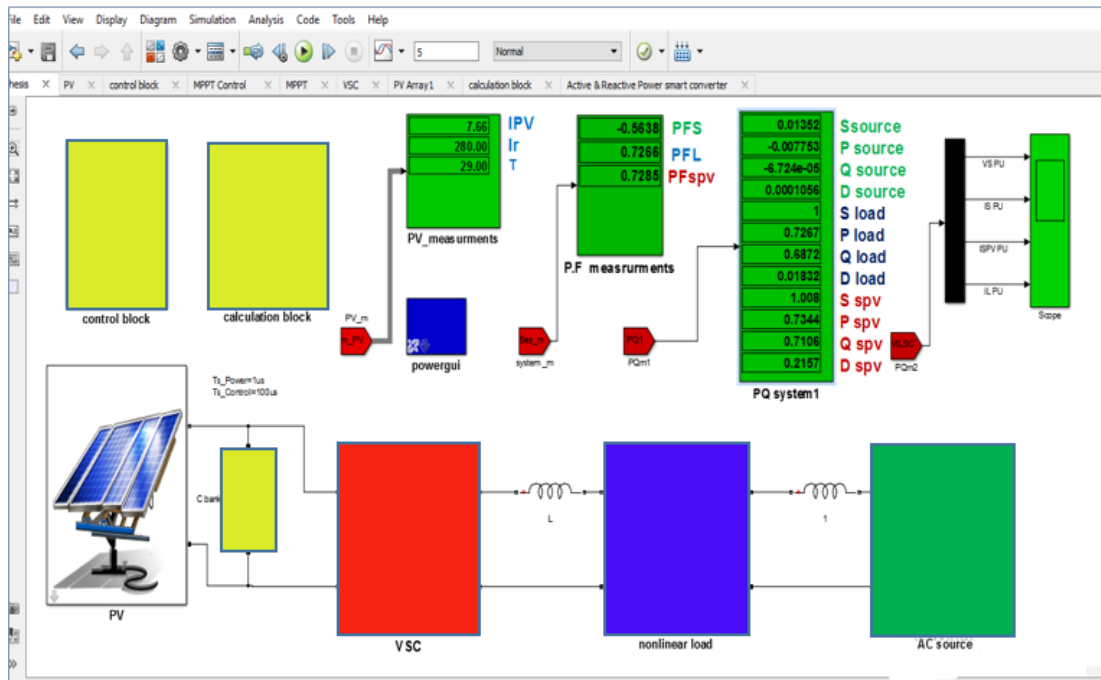 File Edit View Display Diagram Simulation Analysis Code Tools Help
5 Normal
hesis PV control block MPPT Control MPPT VSC PV Array1 calculation block Active & Reactive Power smart converter
7.66 IPV
280.00 Ir
29.00 T
PV_measurments
-0.5638 PFS
0.7266 PFL
0.7285 PFspv
P.F measrurments
0.01352 Ssource
-0.007753 P source
-6.724e-05 Q source
0.0001056 D source
1 S load
0.7267 P load
0.6872 Q load
0.01832 D load
1.008 S spv
0.7344 P spv
0.7106 Q spv
0.2157 D spv
PQ system1
VS PU
IS PU
ISPV PU
IL PU
Scope
control block
calculation block
PV_m
m_PV
powergui
system_m
PQ1
PQm1
PQm2
Ts_Power=1us
Ts_Control=100us
C bank
PV
VSC
L
nonlinear load
1
AC source